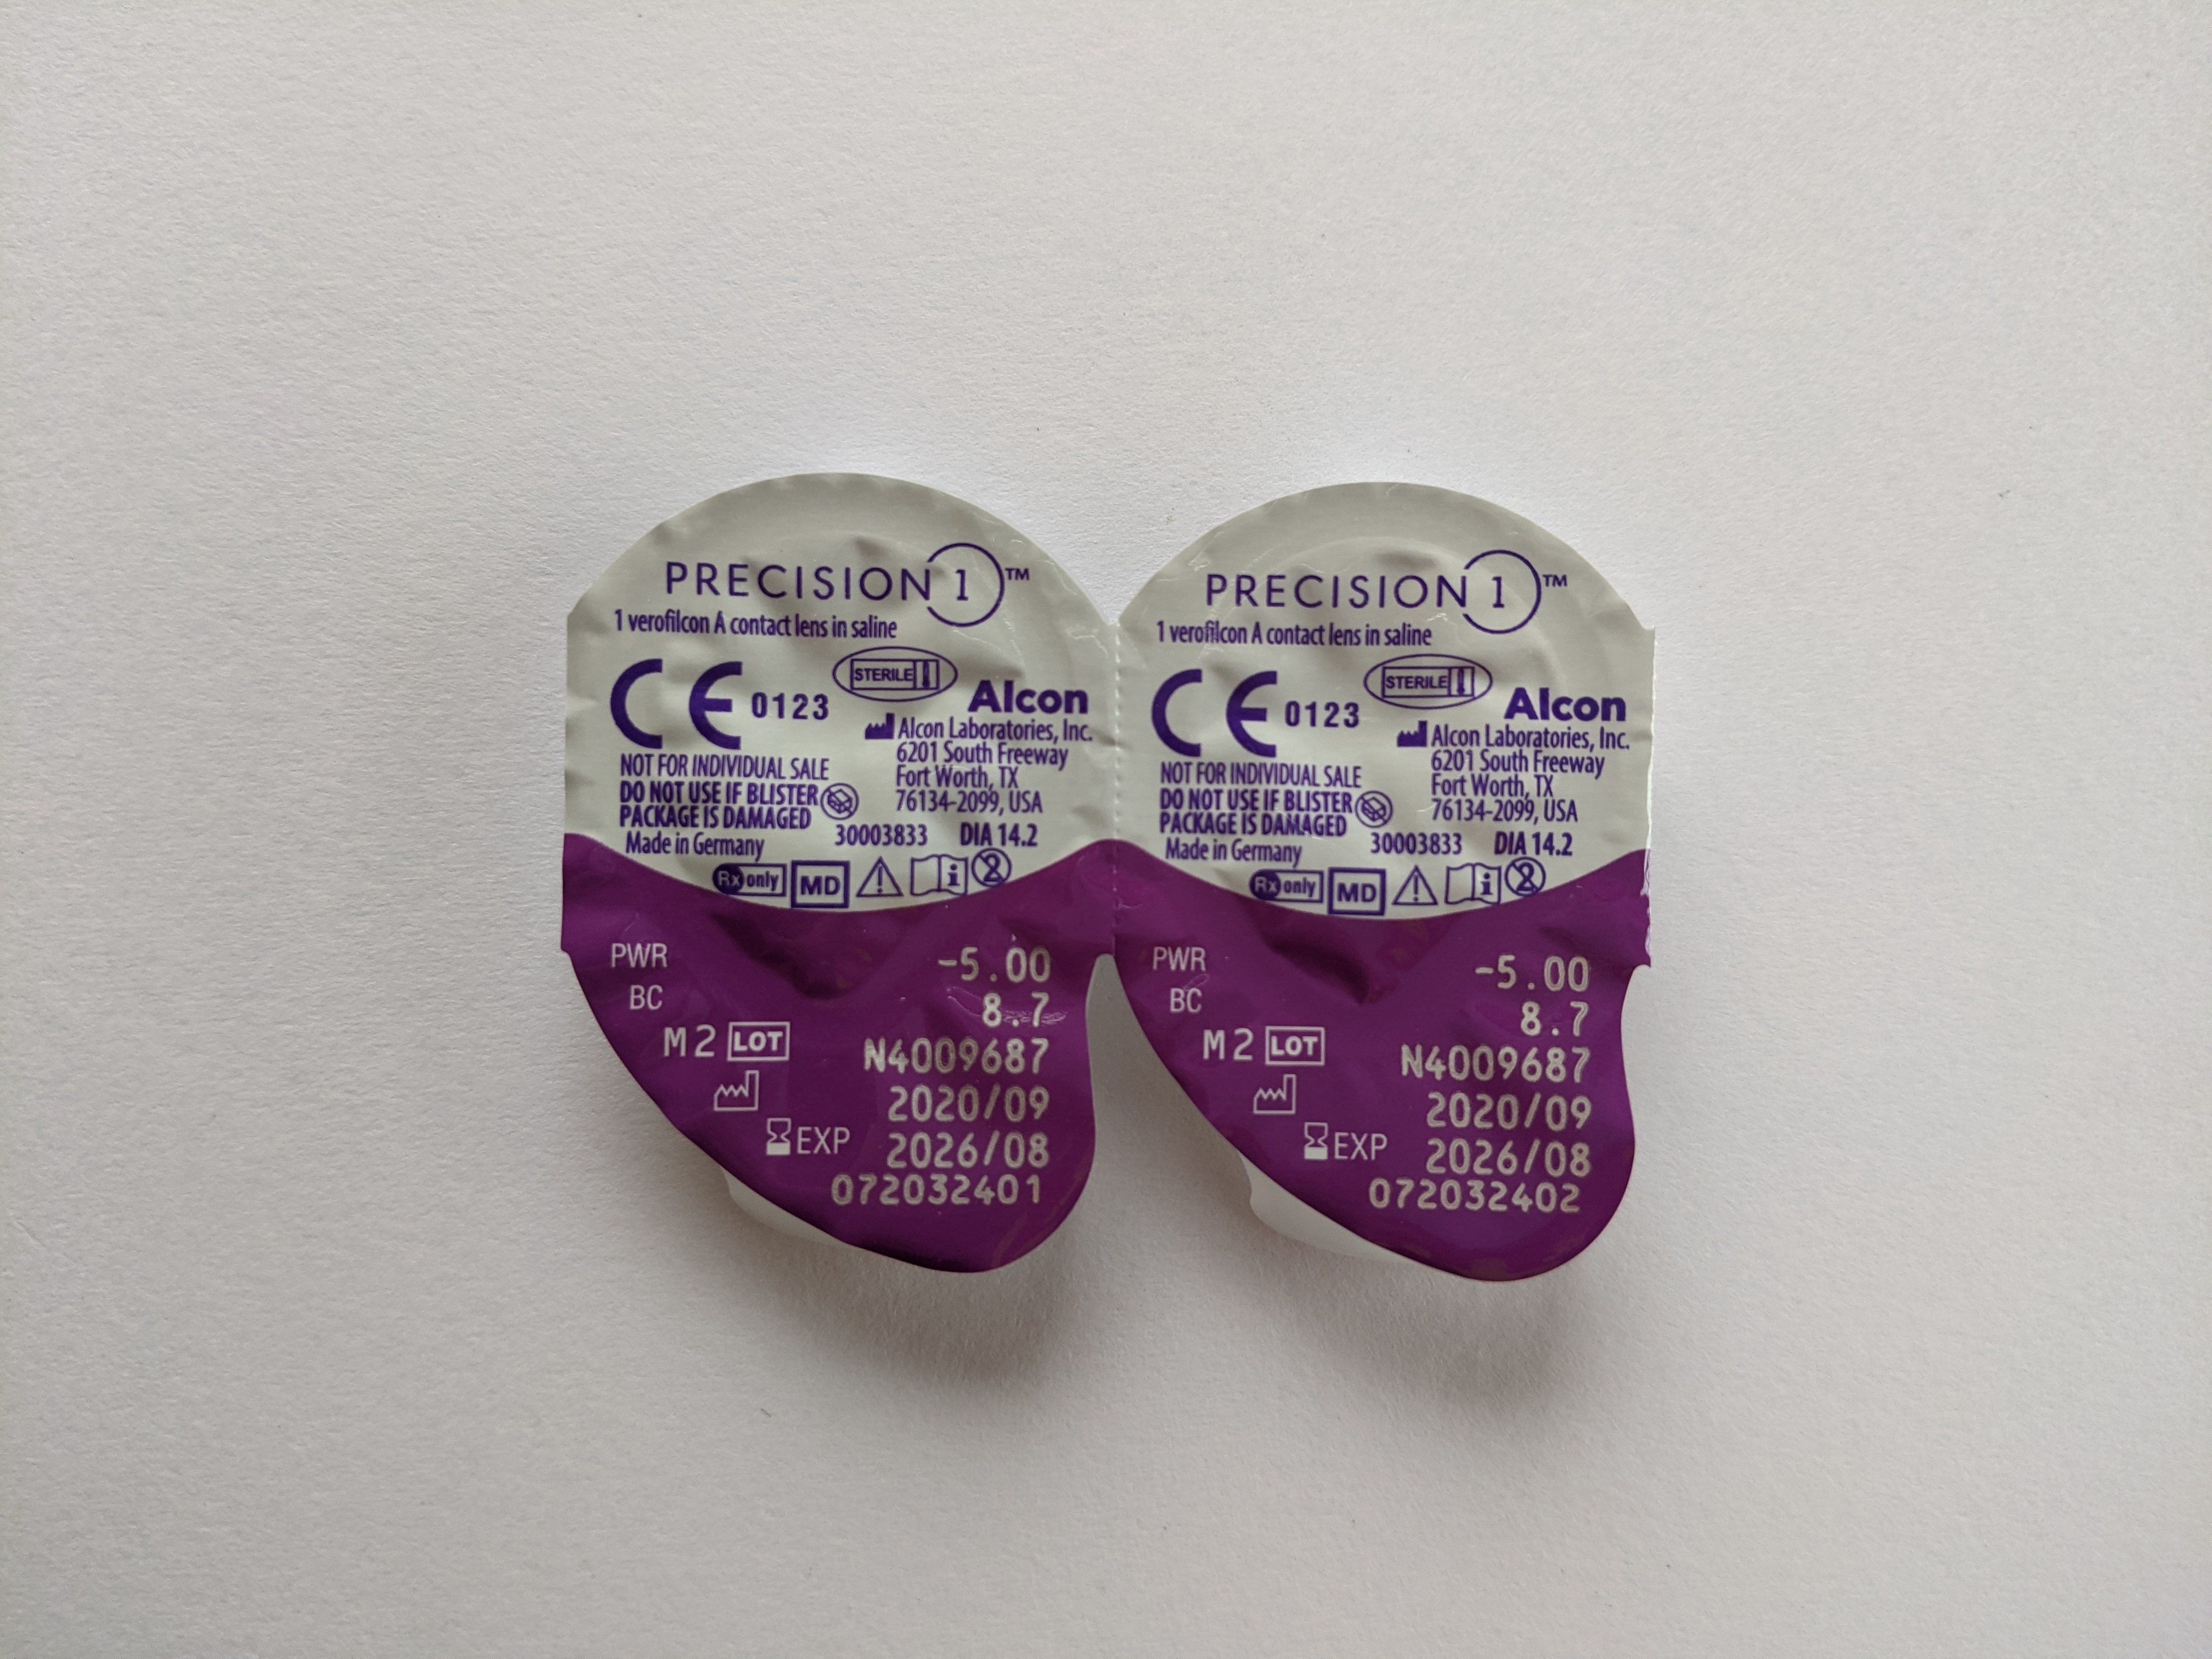 PRECISION 1™
1 verofilcon A contact lens in saline
CE 0123
STERILE
Alcon
Alcon Laboratories, Inc.
6201 South Freeway
Fort Worth, TX
76134-2099, USA
NOT FOR INDIVIDUAL SALE
DO NOT USE IF BLISTER
PACKAGE IS DAMAGED
Made in Germany
30003833 DIA 14.2
Rx only MD i 2
PWR -5.00
BC 8.7
M2 LOT N4009687
2020/09
EXP 2026/08
072032401
PRECISION 1™
1 verofilcon A contact lens in saline
CE 0123
STERILE
Alcon
Alcon Laboratories, Inc.
6201 South Freeway
Fort Worth, TX
76134-2099, USA
NOT FOR INDIVIDUAL SALE
DO NOT USE IF BLISTER
PACKAGE IS DAMAGED
Made in Germany
30003833 DIA 14.2
Rx only MD i 2
PWR -5.00
BC 8.7
M2 LOT N4009687
2020/09
EXP 2026/08
072032402